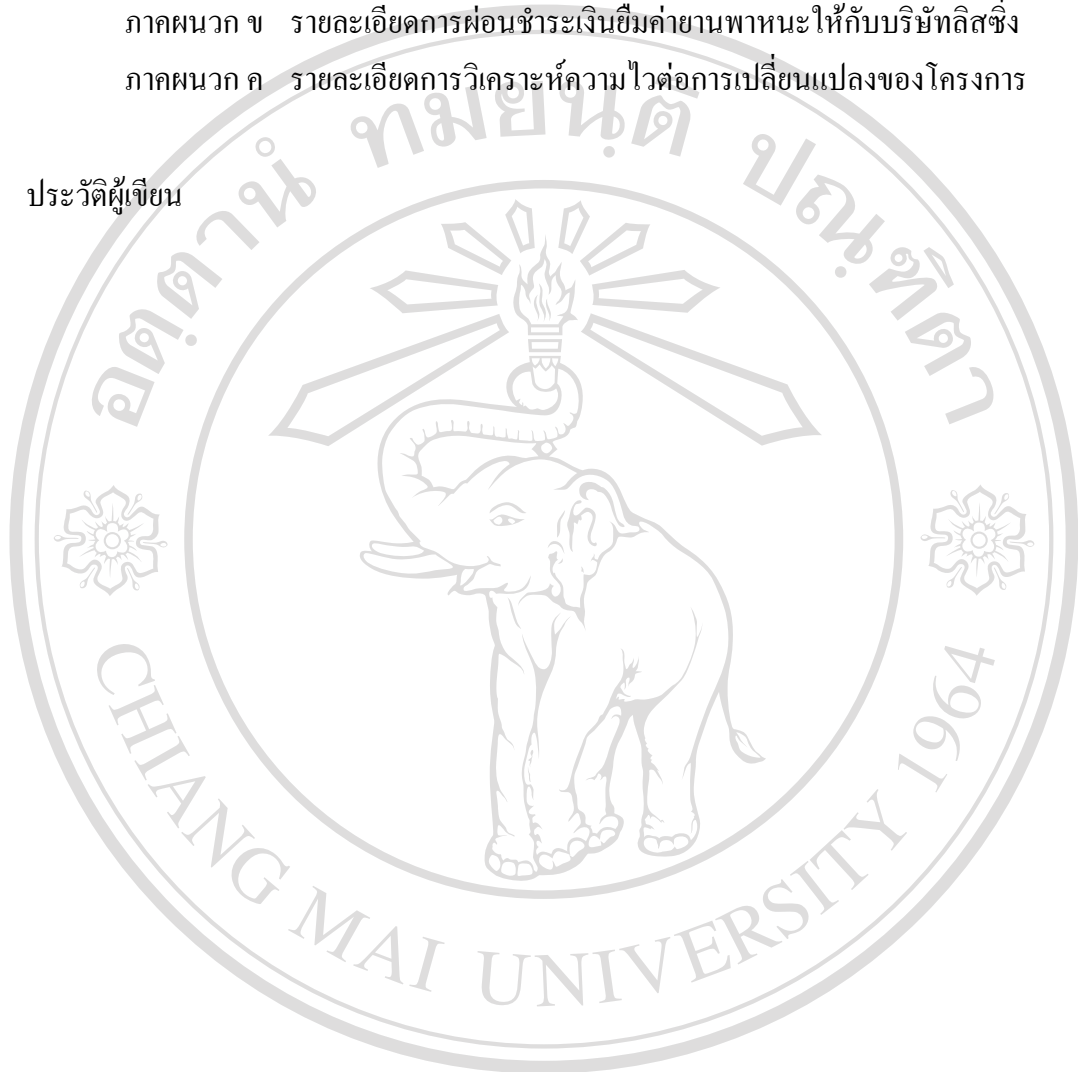 ภาคผนวก ข รายละเอียดการผ่อนชำระเงินยืมค่ายานพาหนะให้กับบริษัทลิสซิ่ง
ภาคผนวก ค รายละเอียดการวิเคราะห์ความไวต่อการเปลี่ยนแปลงของโครงการ
ประวัติผู้เขียน
อตฺตานํ ทมยนฺติ ปณฺฑิตา
CHIANG MAI UNIVERSITY 1964